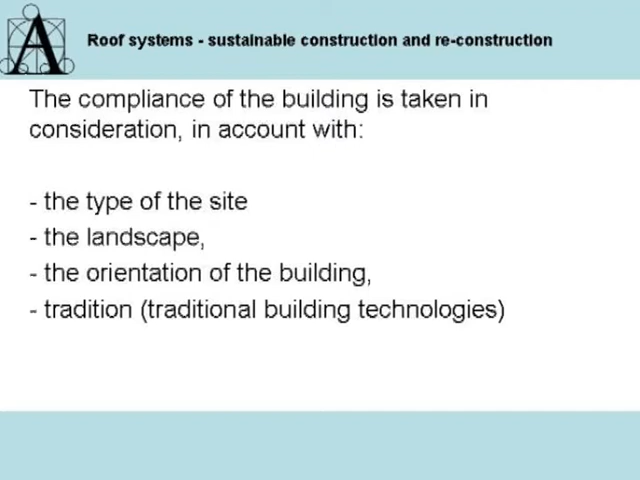 A
Roof systems - sustainable construction and re-construction
The compliance of the building is taken in
consideration, in account with:
- the type of the site
- the landscape,
- the orientation of the building,
- tradition (traditional building technologies)